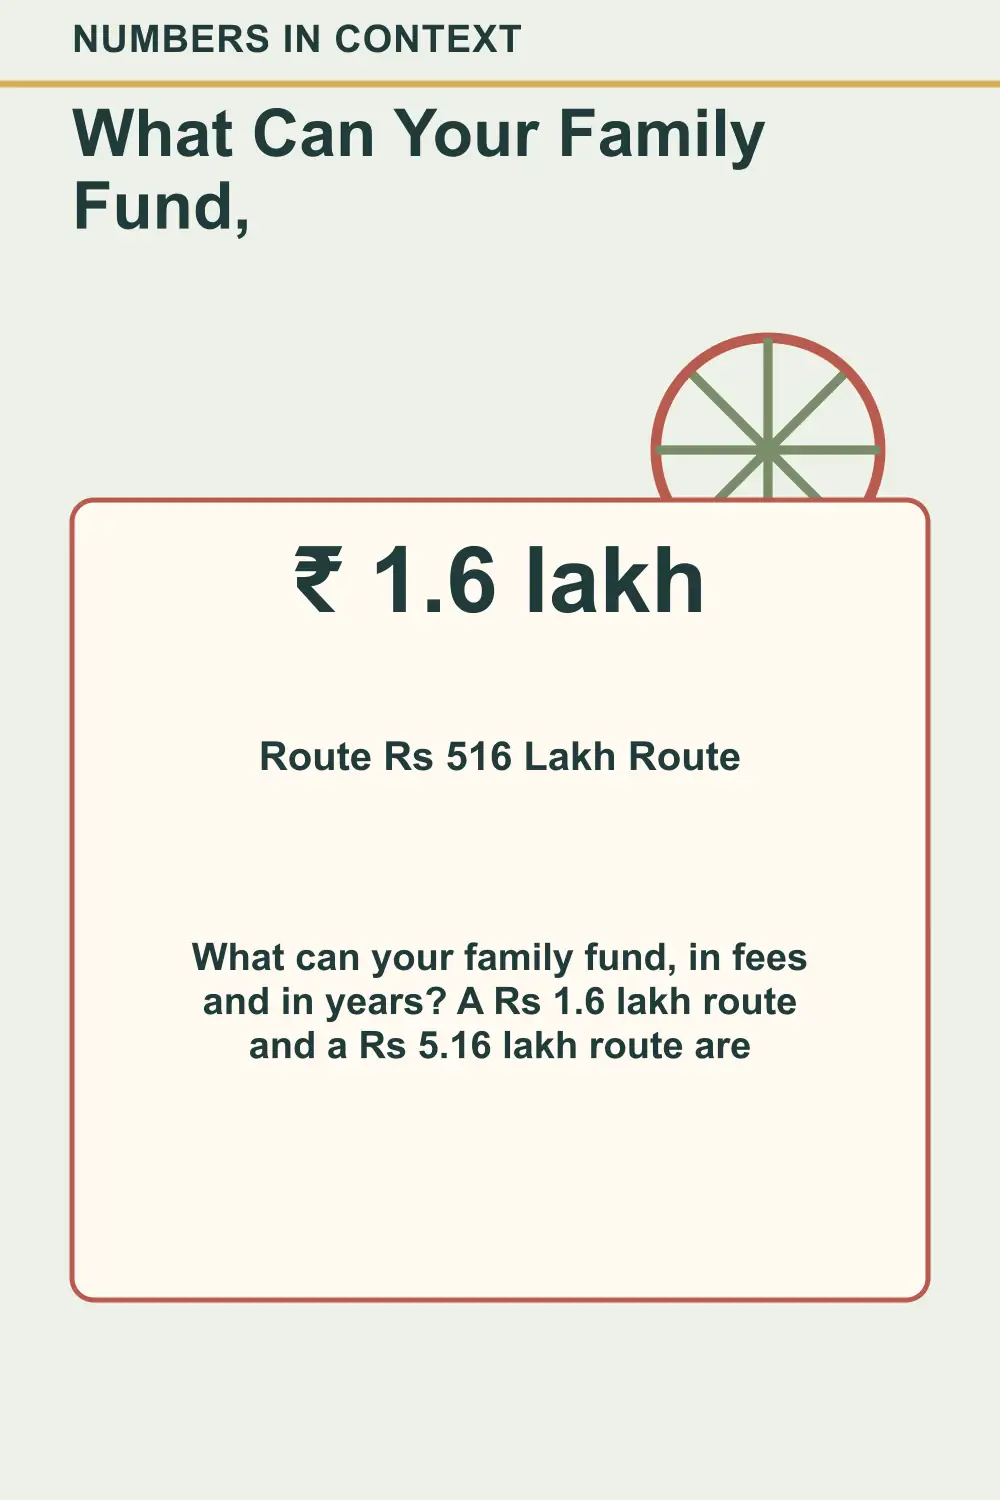 NUMBERS IN CONTEXT
What Can Your Family
Fund,
₹ 1.6 lakh
Route Rs 516 Lakh Route
What can your family fund, in fees
and in years? A Rs 1.6 lakh route
and a Rs 5.16 lakh route are